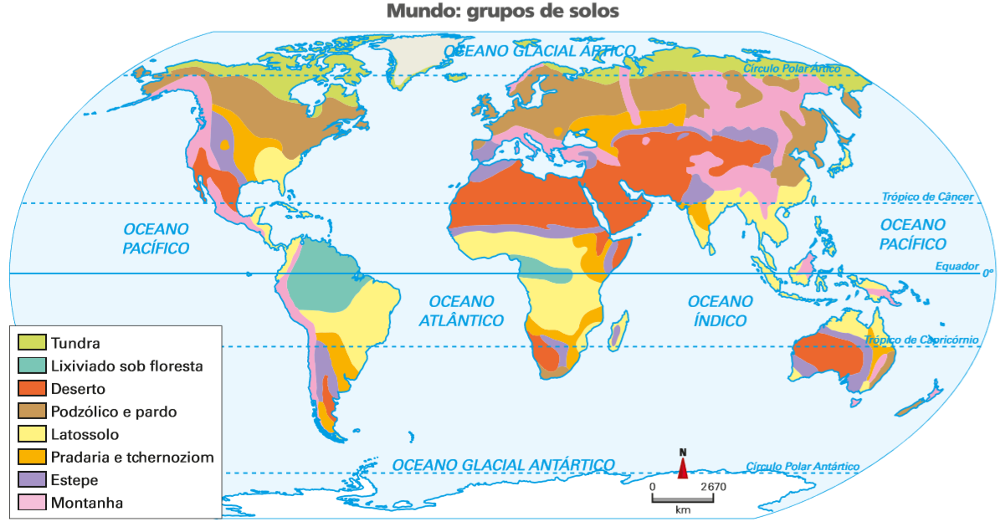 Mundo: grupos de solos
OCEANO GLACIAL ÁRTICO
Círculo Polar Ártico
Trópico de Câncer
OCEANO
PACÍFICO
OCEANO
PACÍFICO
Equador
0°
OCEANO
ATLÂNTICO
OCEANO
ÍNDICO
Trópico de Capricórnio
Tundra
Lixiviado sob floresta
Deserto
Podzólico e pardo
Latossolo
Pradaria e tchernoziom
Estepe
Montanha
OCEANO GLACIAL ANTÁRTICO
Círculo Polar Antártico
N
0 2670
km